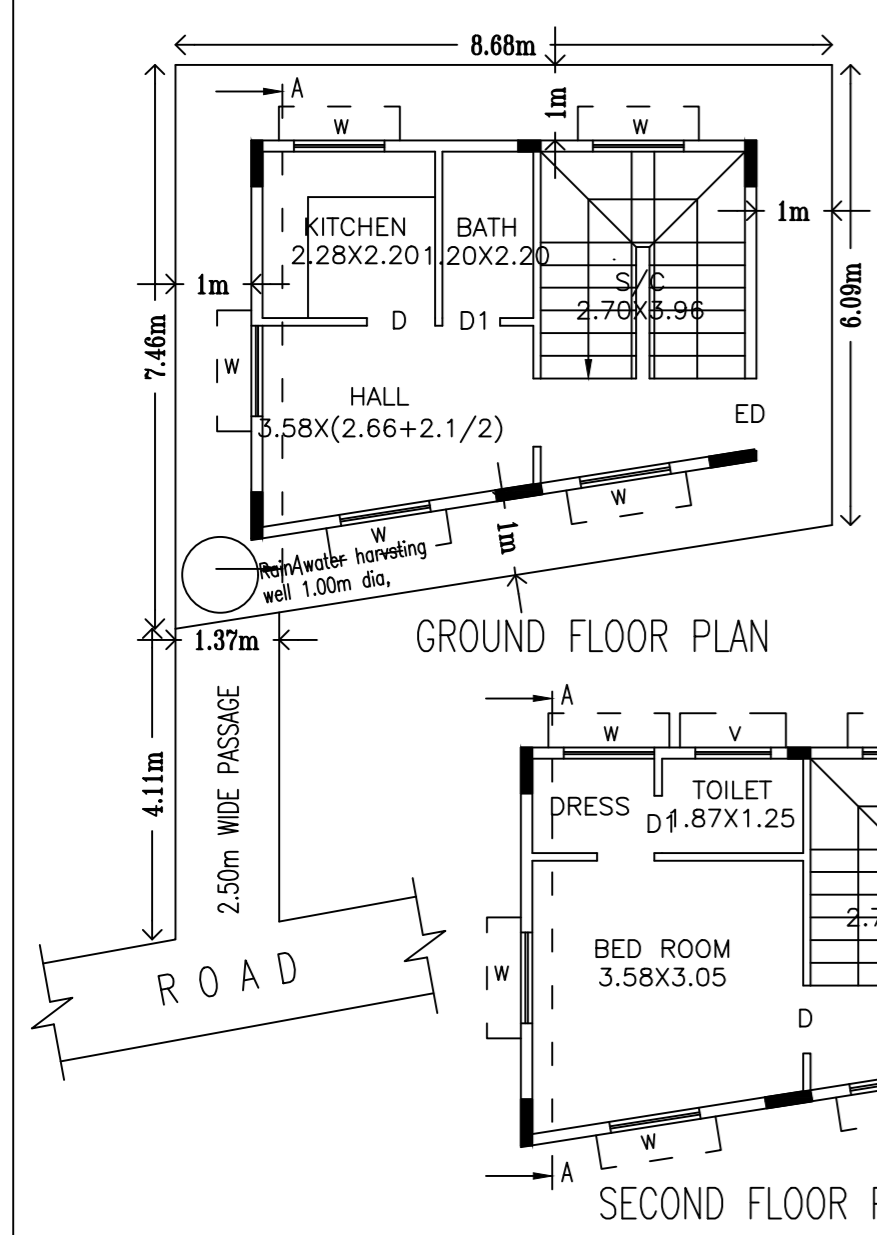 8.68m
A
W
W
1m
KITCHEN
2.28X2.20
BATH
1.20X2.20
1m
1m
S/C
2.70X3.96
6.09m
7.46m
D
D1
W
HALL
3.58X(2.66+2.1/2)
ED
W
W
1m
A
Rain water harvsting
well 1.00m dia,
1.37m
GROUND FLOOR PLAN
2.50m WIDE PASSAGE
4.11m
ROAD
A
W
V
DRESS
D1
TOILET
1.87X1.25
BED ROOM
3.58X3.05
W
D
W
A
SECOND FLOOR